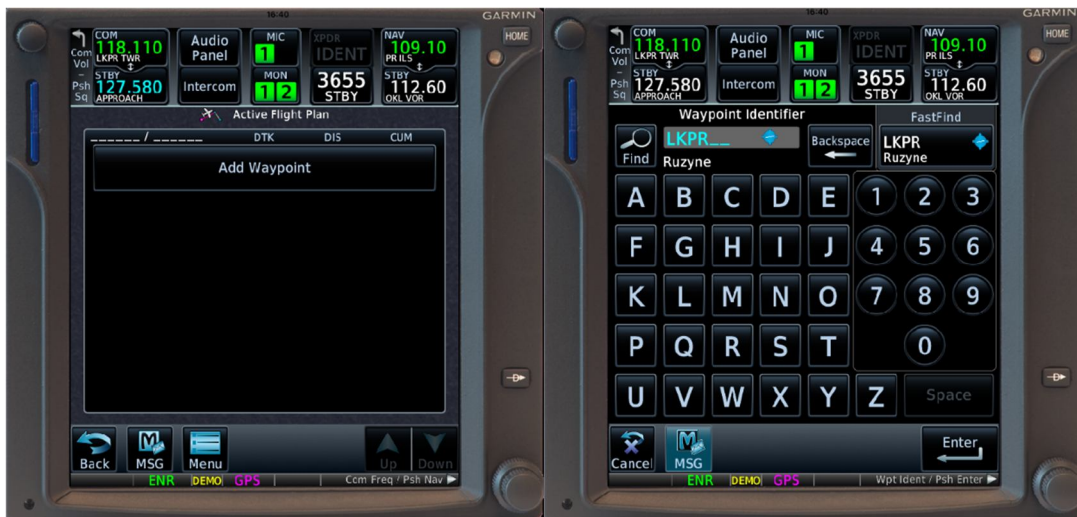 16:40
GARMIN
HOME
Com
Vol
–
Psh
Sq
COM
118.110
LKPR TWR
STBY
127.580
APPROACH
Audio
Panel
Intercom
MIC
1
MON
1 2
XPDR
IDENT
3655
STBY
NAV
109.10
PR ILS
STBY
112.60
OKL VOR
Active Flight Plan
______ / ______ DTK DIS CUM
Add Waypoint
Back
MSG
Menu
Up
Down
ENR DEMO GPS Com Freq / Psh Nav
D
16:40
GARMIN
HOME
Com
Vol
–
Psh
Sq
COM
118.110
LKPR TWR
STBY
127.580
APPROACH
Audio
Panel
Intercom
MIC
1
MON
1 2
XPDR
IDENT
3655
STBY
NAV
109.10
PR ILS
STBY
112.60
OKL VOR
Waypoint Identifier
FastFind
Find
LKPR__
Ruzyne
Backspace
LKPR
Ruzyne
A B C D E 1 2 3
F G H I J 4 5 6
K L M N O 7 8 9
P Q R S T 0
U V W X Y Z Space
Cancel
MSG
Enter
ENR DEMO GPS Wpt Ident / Psh Enter
D